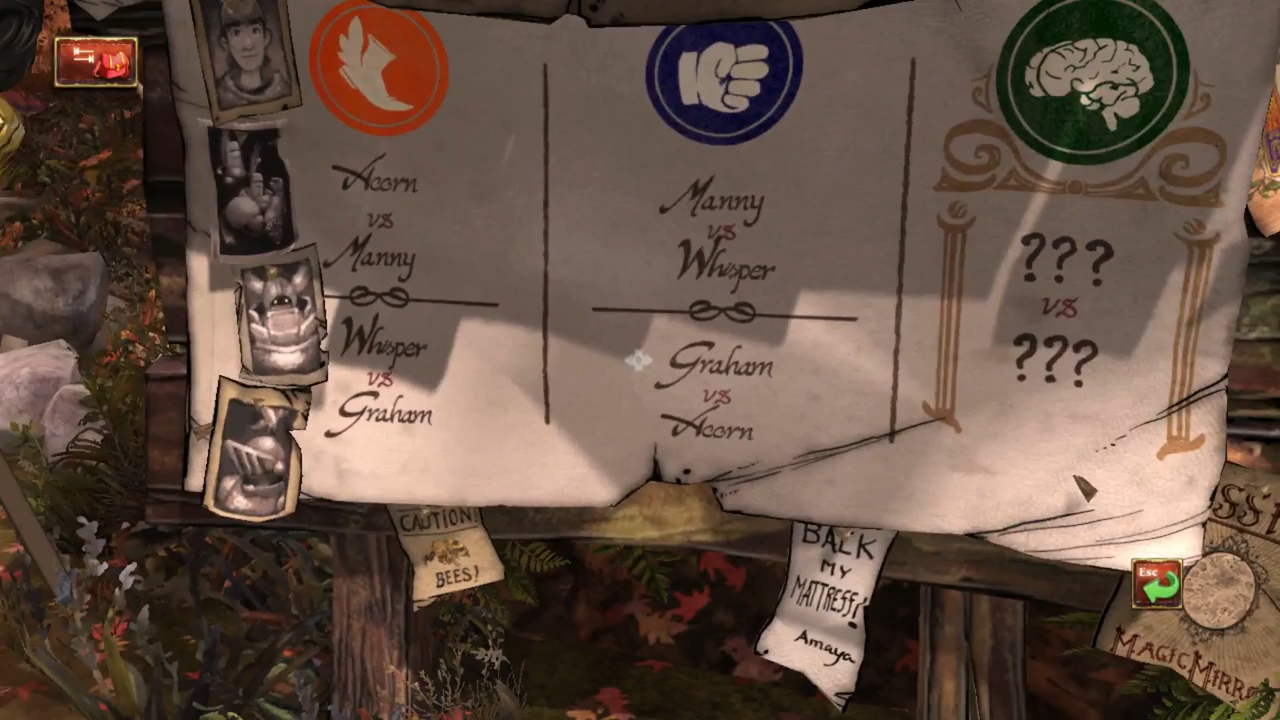 Acorn
vs
Manny
Whisper
vs
Graham
Manny
vs
Whisper
Graham
vs
Acorn
???
vs
???
CAUTION!
BEES!
BACK
MY
MATTRESS!
Amaya
Esc
MAGIC